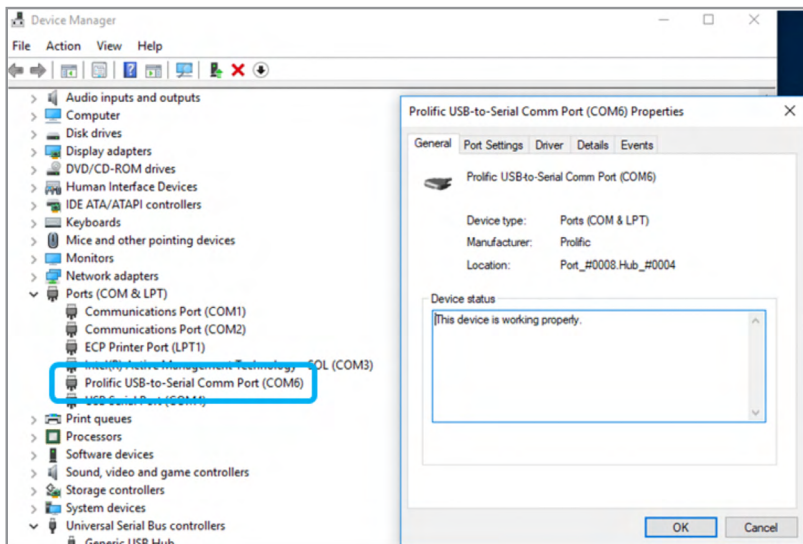 Device Manager
File Action View Help
Audio inputs and outputs
Computer
Disk drives
Display adapters
DVD/CD-ROM drives
Human Interface Devices
IDE ATA/ATAPI controllers
Keyboards
Mice and other pointing devices
Monitors
Network adapters
Ports (COM & LPT)
Communications Port (COM1)
Communications Port (COM2)
ECP Printer Port (LPT1)
Intel(R) Active Management Technology - SOL (COM3)
Prolific USB-to-Serial Comm Port (COM6)
USB Serial Port (COM4)
Print queues
Processors
Software devices
Sound, video and game controllers
Storage controllers
System devices
Universal Serial Bus controllers
Generic USB Hub
Prolific USB-to-Serial Comm Port (COM6) Properties
General Port Settings Driver Details Events
Prolific USB-to-Serial Comm Port (COM6)
Device type: Ports (COM & LPT)
Manufacturer: Prolific
Location: Port_#0008.Hub_#0004
Device status
This device is working properly.
OK Cancel